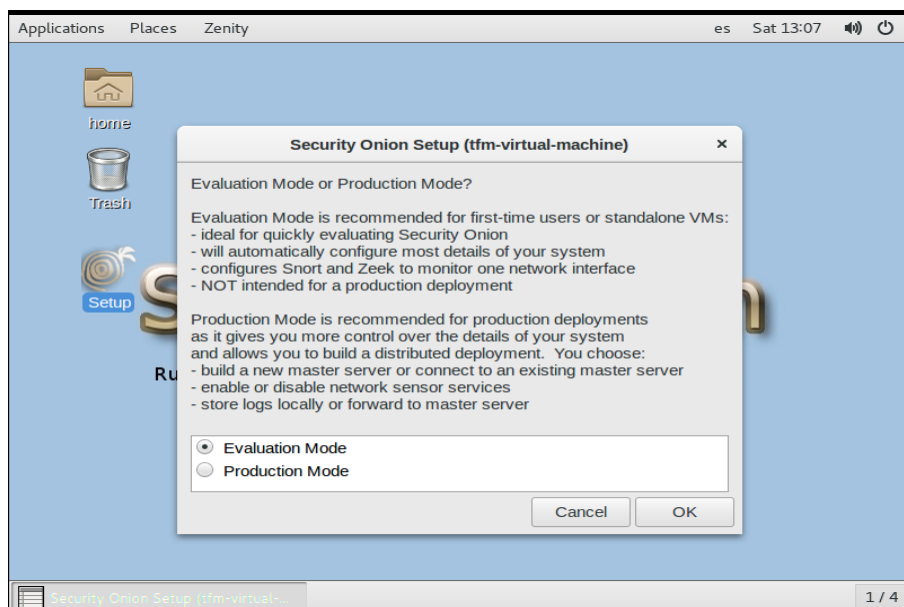 Applications Places Zenity es Sat 13:07
home
Trash
Setup
Security Onion Setup (tfm-virtual-machine) ×
Evaluation Mode or Production Mode?
Evaluation Mode is recommended for first-time users or standalone VMs:
- ideal for quickly evaluating Security Onion
- will automatically configure most details of your system
- configures Snort and Zeek to monitor one network interface
- NOT intended for a production deployment
Production Mode is recommended for production deployments
as it gives you more control over the details of your system
and allows you to build a distributed deployment. You choose:
- build a new master server or connect to an existing master server
- enable or disable network sensor services
- store logs locally or forward to master server
Evaluation Mode
Production Mode
Cancel OK
S n
Ru
Security Onion Setup (tfm-virtual-... 1 / 4